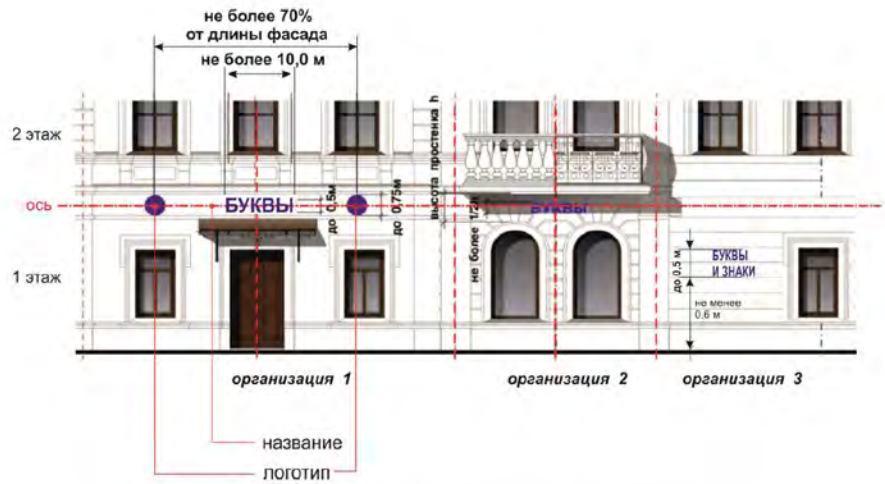 не более 70%
от длины фасада
не более 10,0 м
2 этаж
высота простенка h
ось
БУКВЫ
до 0,5м
до 0,75м
БУКВЫ
не более 1/2h
1 этаж
до 0.5 м
БУКВЫ
И ЗНАКИ
не менее
0,6 м
организация 1
организация 2
организация 3
название
логотип